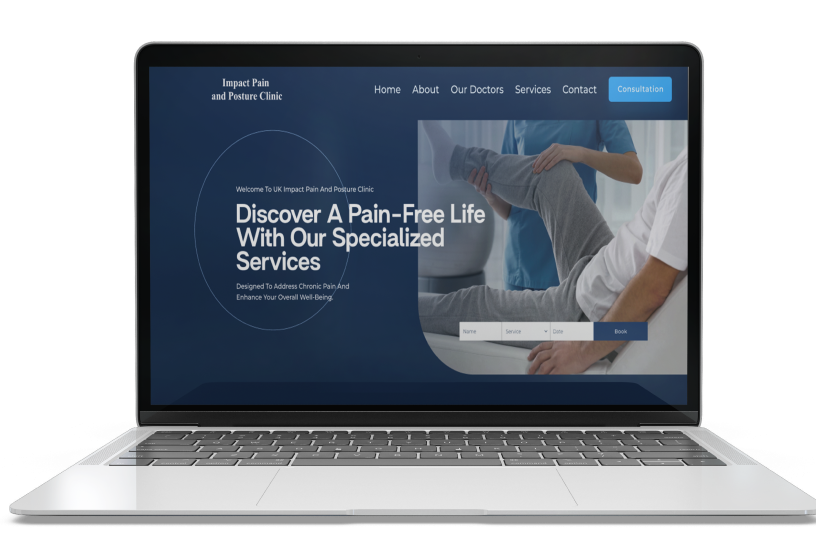 Impact Pain
and Posture Clinic
Home About Our Doctors Services Contact Consultation
Welcome To UK Impact Pain And Posture Clinic
Discover A Pain-Free Life
With Our Specialized
Services
Designed To Address Chronic Pain And
Enhance Your Overall Well-Being.
Name Service Date Book